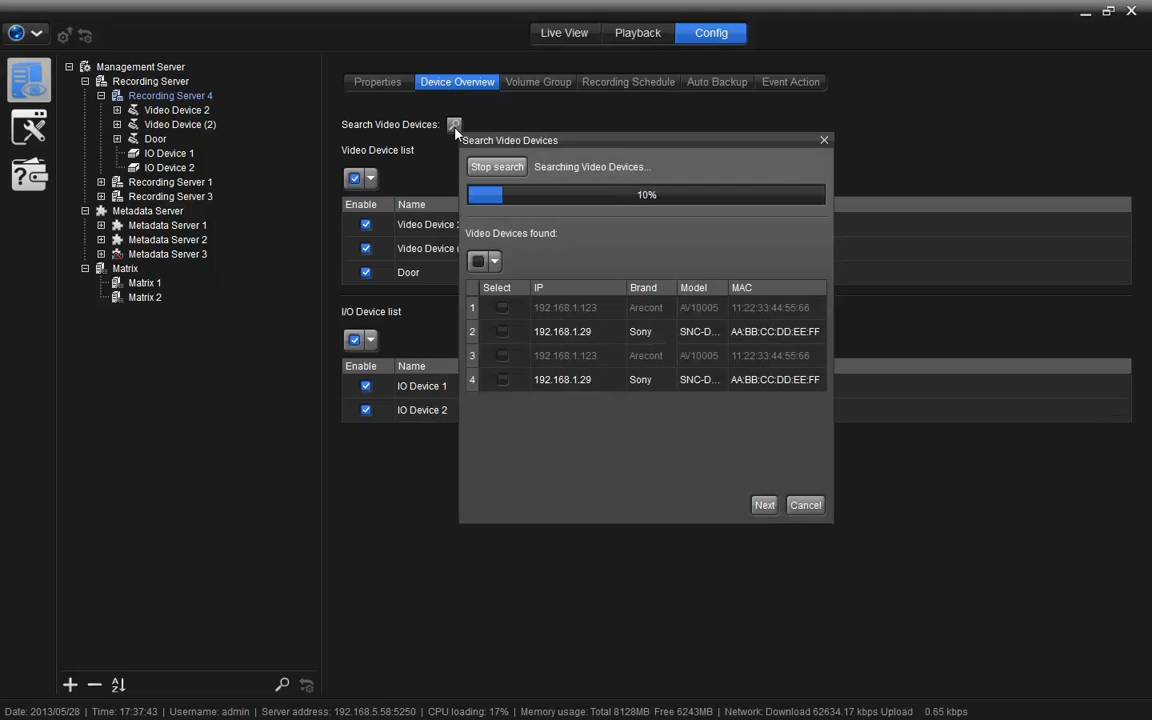 Live View Playback Config
Management Server
Recording Server
Recording Server 4
Video Device 2
Video Device (2)
Door
IO Device 1
IO Device 2
Recording Server 1
Recording Server 3
Metadata Server
Metadata Server 1
Metadata Server 2
Metadata Server 3
Matrix
Matrix 1
Matrix 2
Properties Device Overview Volume Group Recording Schedule Auto Backup Event Action
Search Video Devices:
Video Device list
Enable Name
Video Device
Video Device
Door
I/O Device list
Enable Name
IO Device 1
IO Device 2
Search Video Devices
Stop search Searching Video Devices...
10%
Video Devices found:
Select IP Brand Model MAC
1 192.168.1.123 Arecont AV10005 11:22:33:44:55:66
2 192.168.1.29 Sony SNC-D... AA:BB:CC:DD:EE:FF
3 192.168.1.123 Arecont AV10005 11:22:33:44:55:66
4 192.168.1.29 Sony SNC-D... AA:BB:CC:DD:EE:FF
Next Cancel
Date: 2013/05/28 | Time: 17:37:43 | Username: admin | Server address: 192.168.5.58:5250 | CPU loading: 17% | Memory usage: Total 8128MB Free 6243MB | Network: Download 62634.17 kbps Upload 0.65 kbps